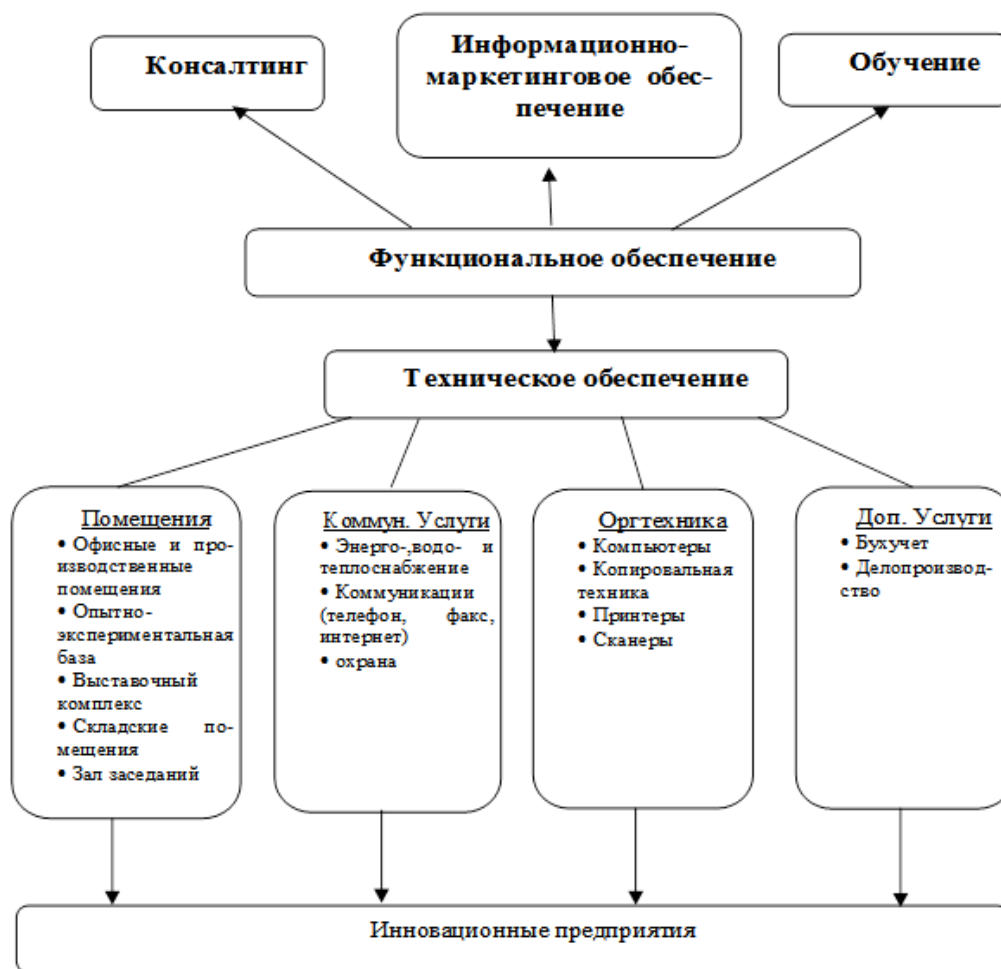 Консалтинг
Информационно-
маркетинговое обес-
печение
Обучение
Функциональное обеспечение
Техническое обеспечение
Помещения
• Офисные и про-
изводственные
помещения
• Опытно-
экспериментальная
база
• Выставочный
комплекс
• Складские по-
мещения
• Зал заседаний
Коммун. Услуги
• Энерго-,водо- и
теплоснабжение
• Коммуникации
(телефон, факс,
интернет)
• охрана
Оргтехника
• Компьютеры
• Копировальная
техника
• Принтеры
• Сканеры
Доп. Услуги
• Бухучет
• Делопроизвод-
ство
Инновационные предприятия